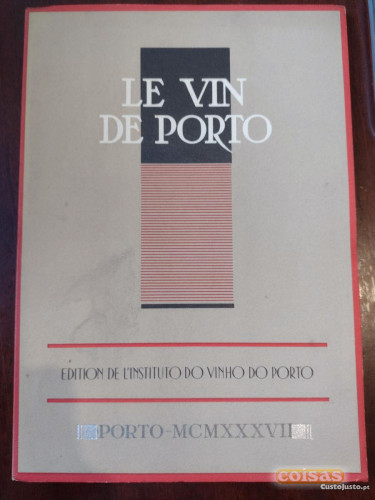 LE VIN
DE PORTO
EDITION DE L'INSTITUTO DO VINHO DO PORTO
PORTO-MCMXXXVII
coisas
CustoJusto.pt